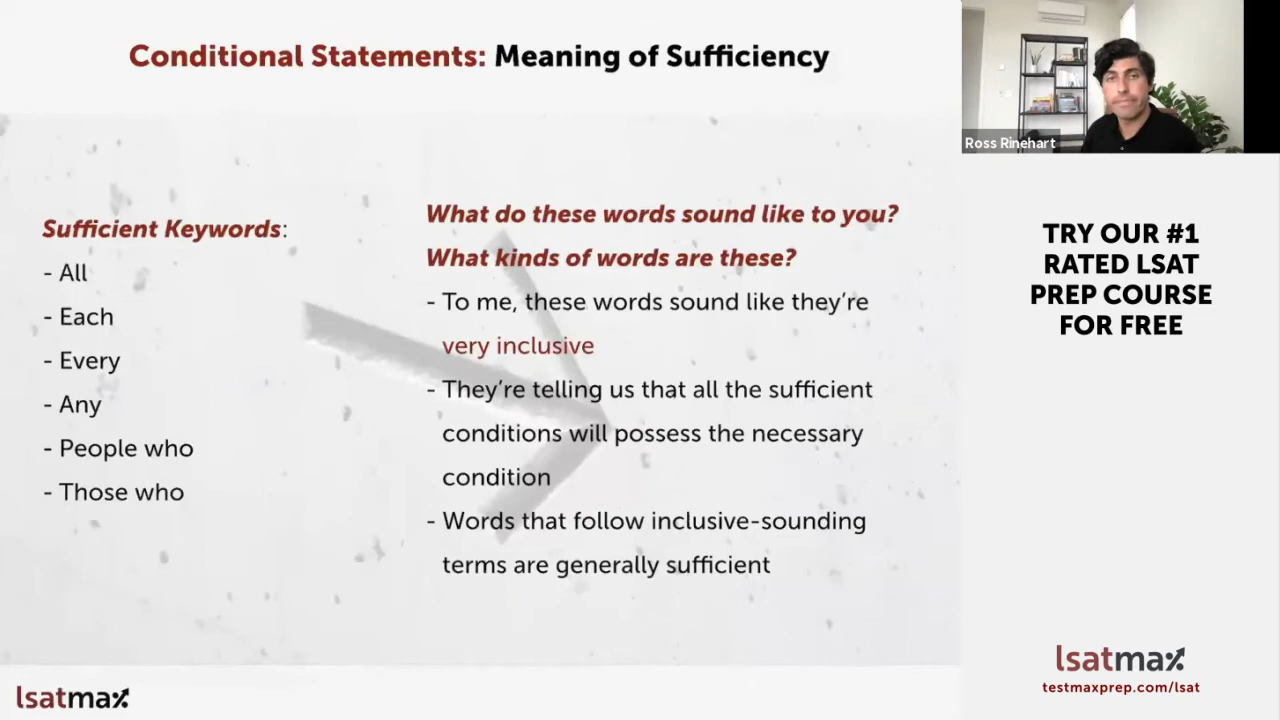 Conditional Statements: Meaning of Sufficiency
Sufficient Keywords:
- All
- Each
- Every
- Any
- People who
- Those who
What do these words sound like to you?
What kinds of words are these?
- To me, these words sound like they’re
very inclusive
- They’re telling us that all the sufficient
conditions will possess the necessary
condition
- Words that follow inclusive-sounding
terms are generally sufficient
lsatmax
Ross Rinehart
TRY OUR #1
RATED LSAT
PREP COURSE
FOR FREE
lsatmax
testmaxprep.com/lsat